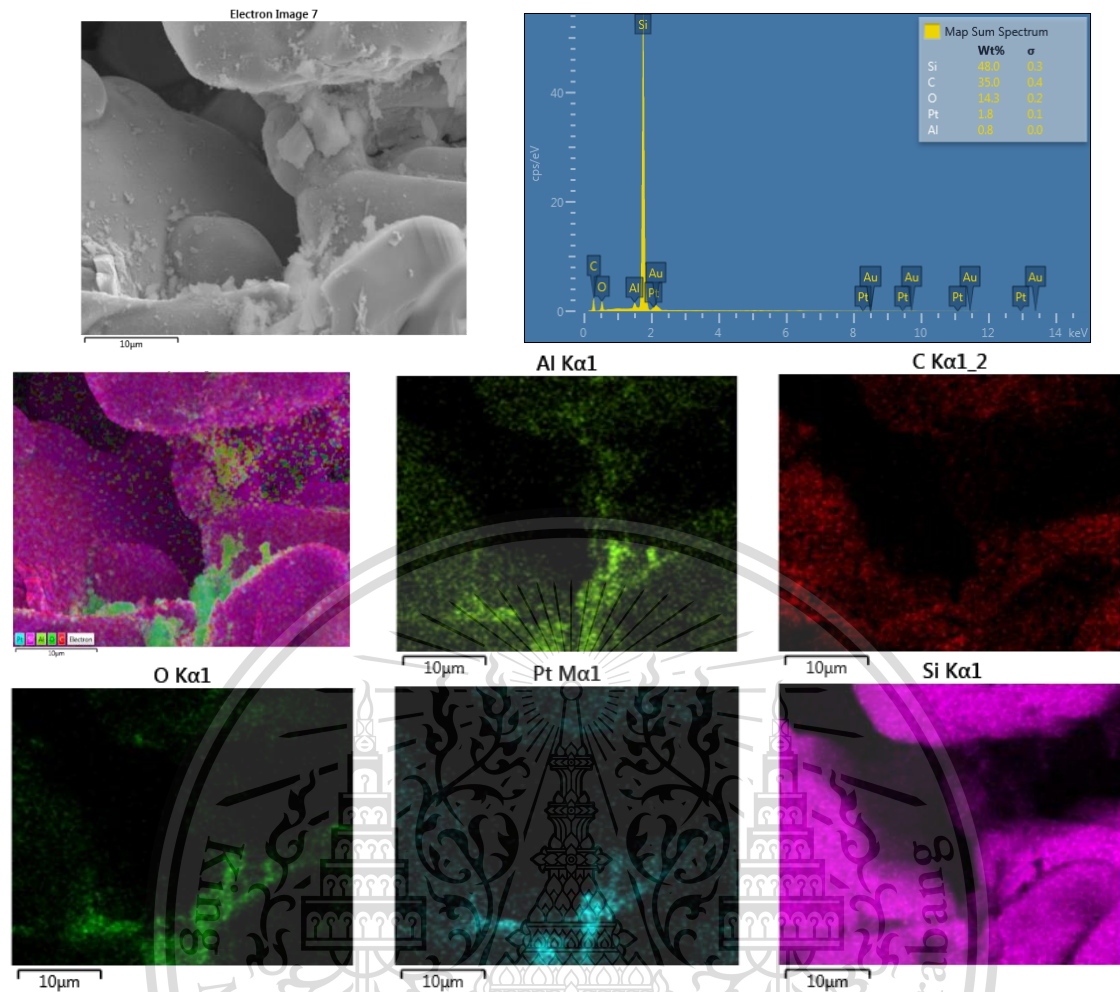 Electron Image 7
10µm
Si
C
O
Al
Au
Pt
Au
Pt
Au
Pt
Au
Pt
Au
Pt
cps/eV
40
20
0
0 2 4 6 8 10 12 14 keV
Map Sum Spectrum
Wt% σ
Si 48.0 0.3
C 35.0 0.4
O 14.3 0.2
Pt 1.8 0.1
Al 0.8 0.0
Pt Si Al O C Electron
10µm
Al Kα1
10µm
C Kα1_2
10µm
O Kα1
10µm
Pt Mα1
10µm
Si Kα1
10µm
King
rabang